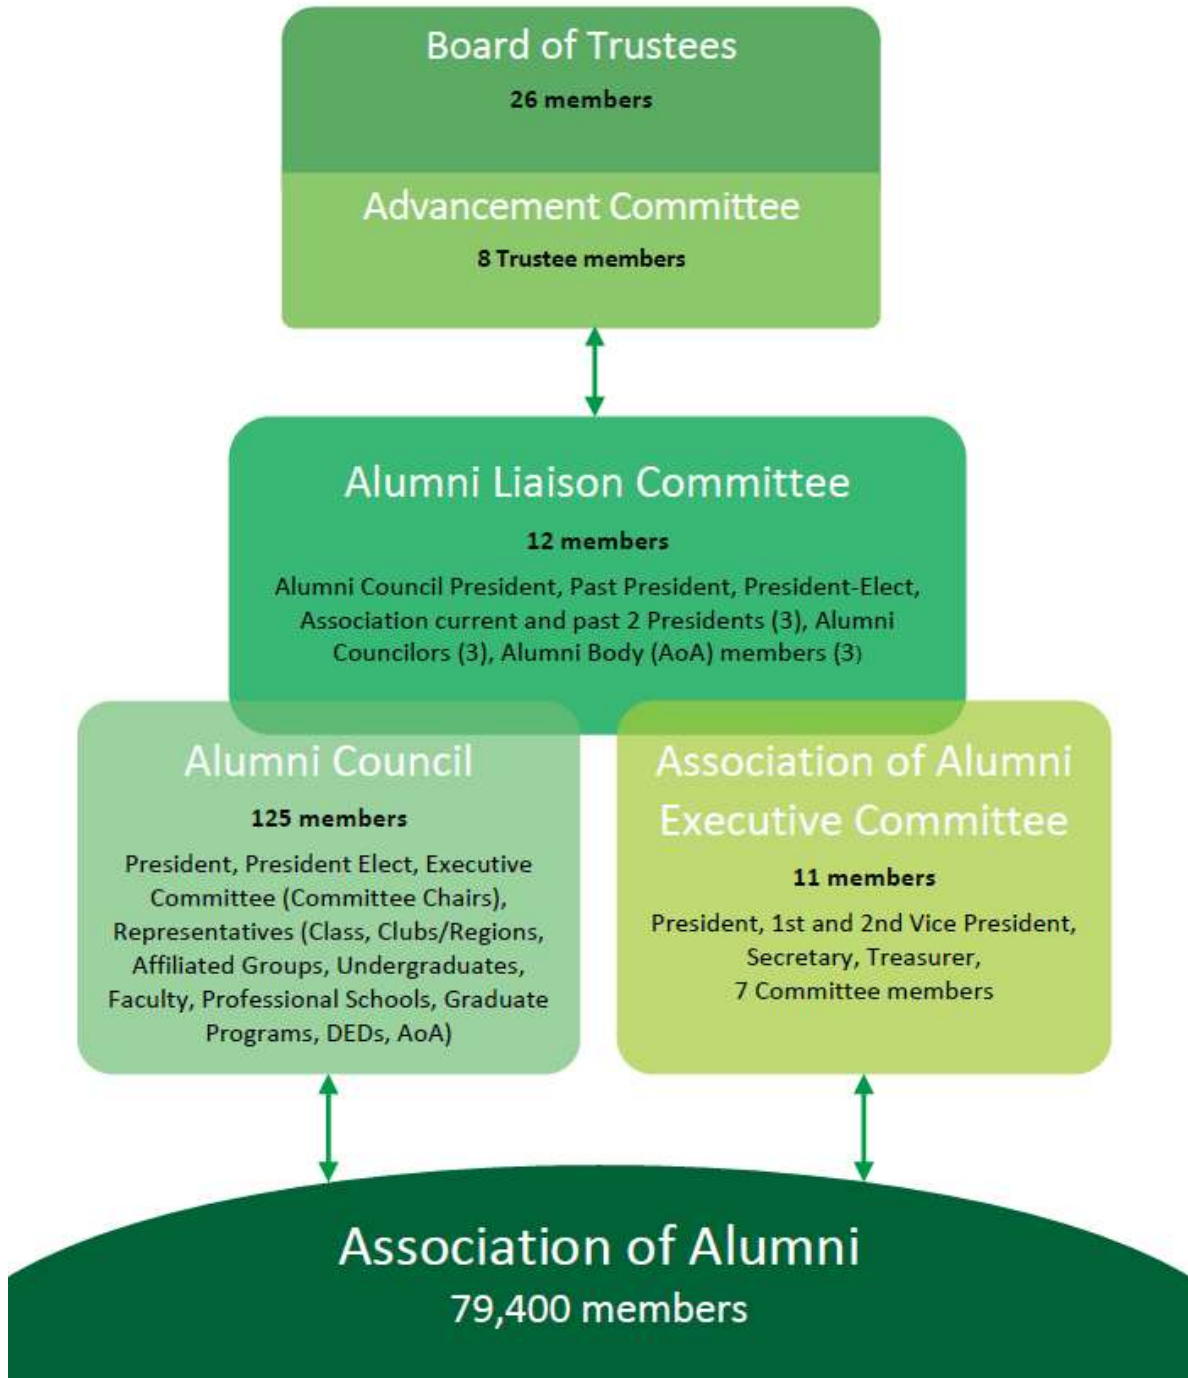 Board of Trustees
26 members
Advancement Committee
8 Trustee members
Alumni Liaison Committee
12 members
Alumni Council President, Past President, President-Elect,
Association current and past 2 Presidents (3), Alumni
Councilors (3), Alumni Body (AoA) members (3)
Alumni Council
125 members
President, President Elect, Executive
Committee (Committee Chairs),
Representatives (Class, Clubs/Regions,
Affiliated Groups, Undergraduates,
Faculty, Professional Schools, Graduate
Programs, DEDs, AoA)
Association of Alumni
Executive Committee
11 members
President, 1st and 2nd Vice President,
Secretary, Treasurer,
7 Committee members
Association of Alumni
79,400 members